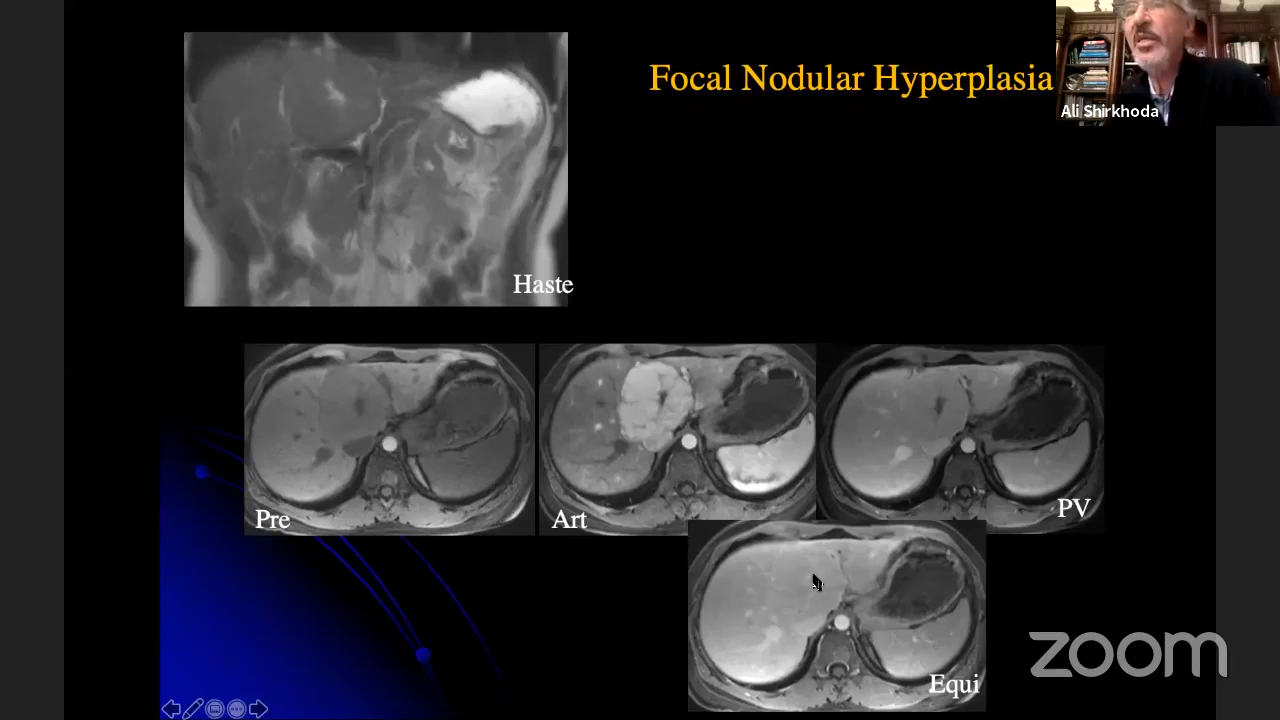 Focal Nodular Hyperplasia
Ali Shirkhoda
Haste
Pre
Art
PV
Equi
zoom